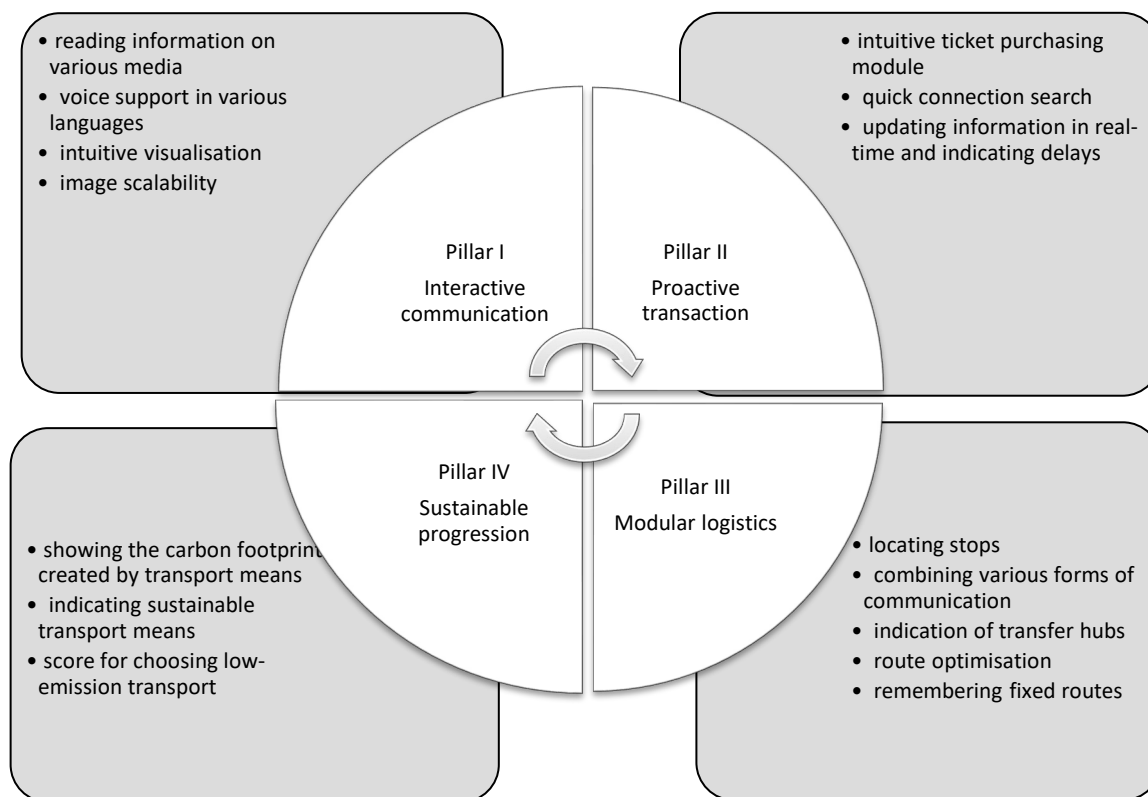 • reading information on
various media
• voice support in various
languages
• intuitive visualisation
• image scalability
• intuitive ticket purchasing
module
• quick connection search
• updating information in real-
time and indicating delays
Pillar I
Interactive
communication
Pillar II
Proactive
transaction
Pillar IV
Sustainable
progression
Pillar III
Modular logistics
• showing the carbon footprint
created by transport means
• indicating sustainable
transport means
• score for choosing low-
emission transport
• locating stops
• combining various forms of
communication
• indication of transfer hubs
• route optimisation
• remembering fixed routes